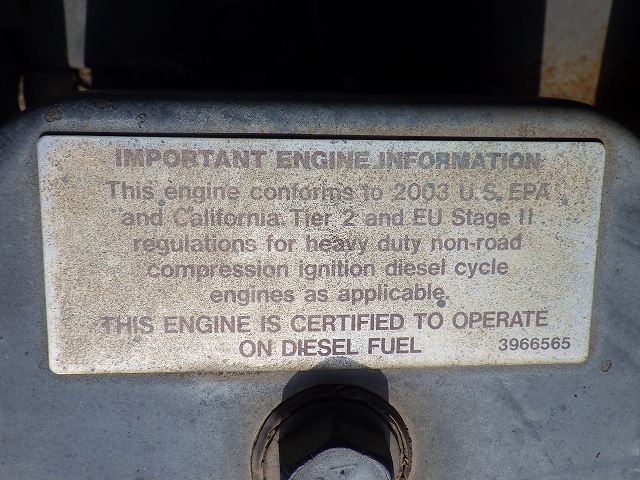 IMPORTANT ENGINE INFORMATION
This engine conforms to 2003 U.S. EPA
and California Tier 2 and EU Stage II
regulations for heavy duty non-road
compression ignition diesel cycle
engines as applicable.
THIS ENGINE IS CERTIFIED TO OPERATE
ON DIESEL FUEL 3966565